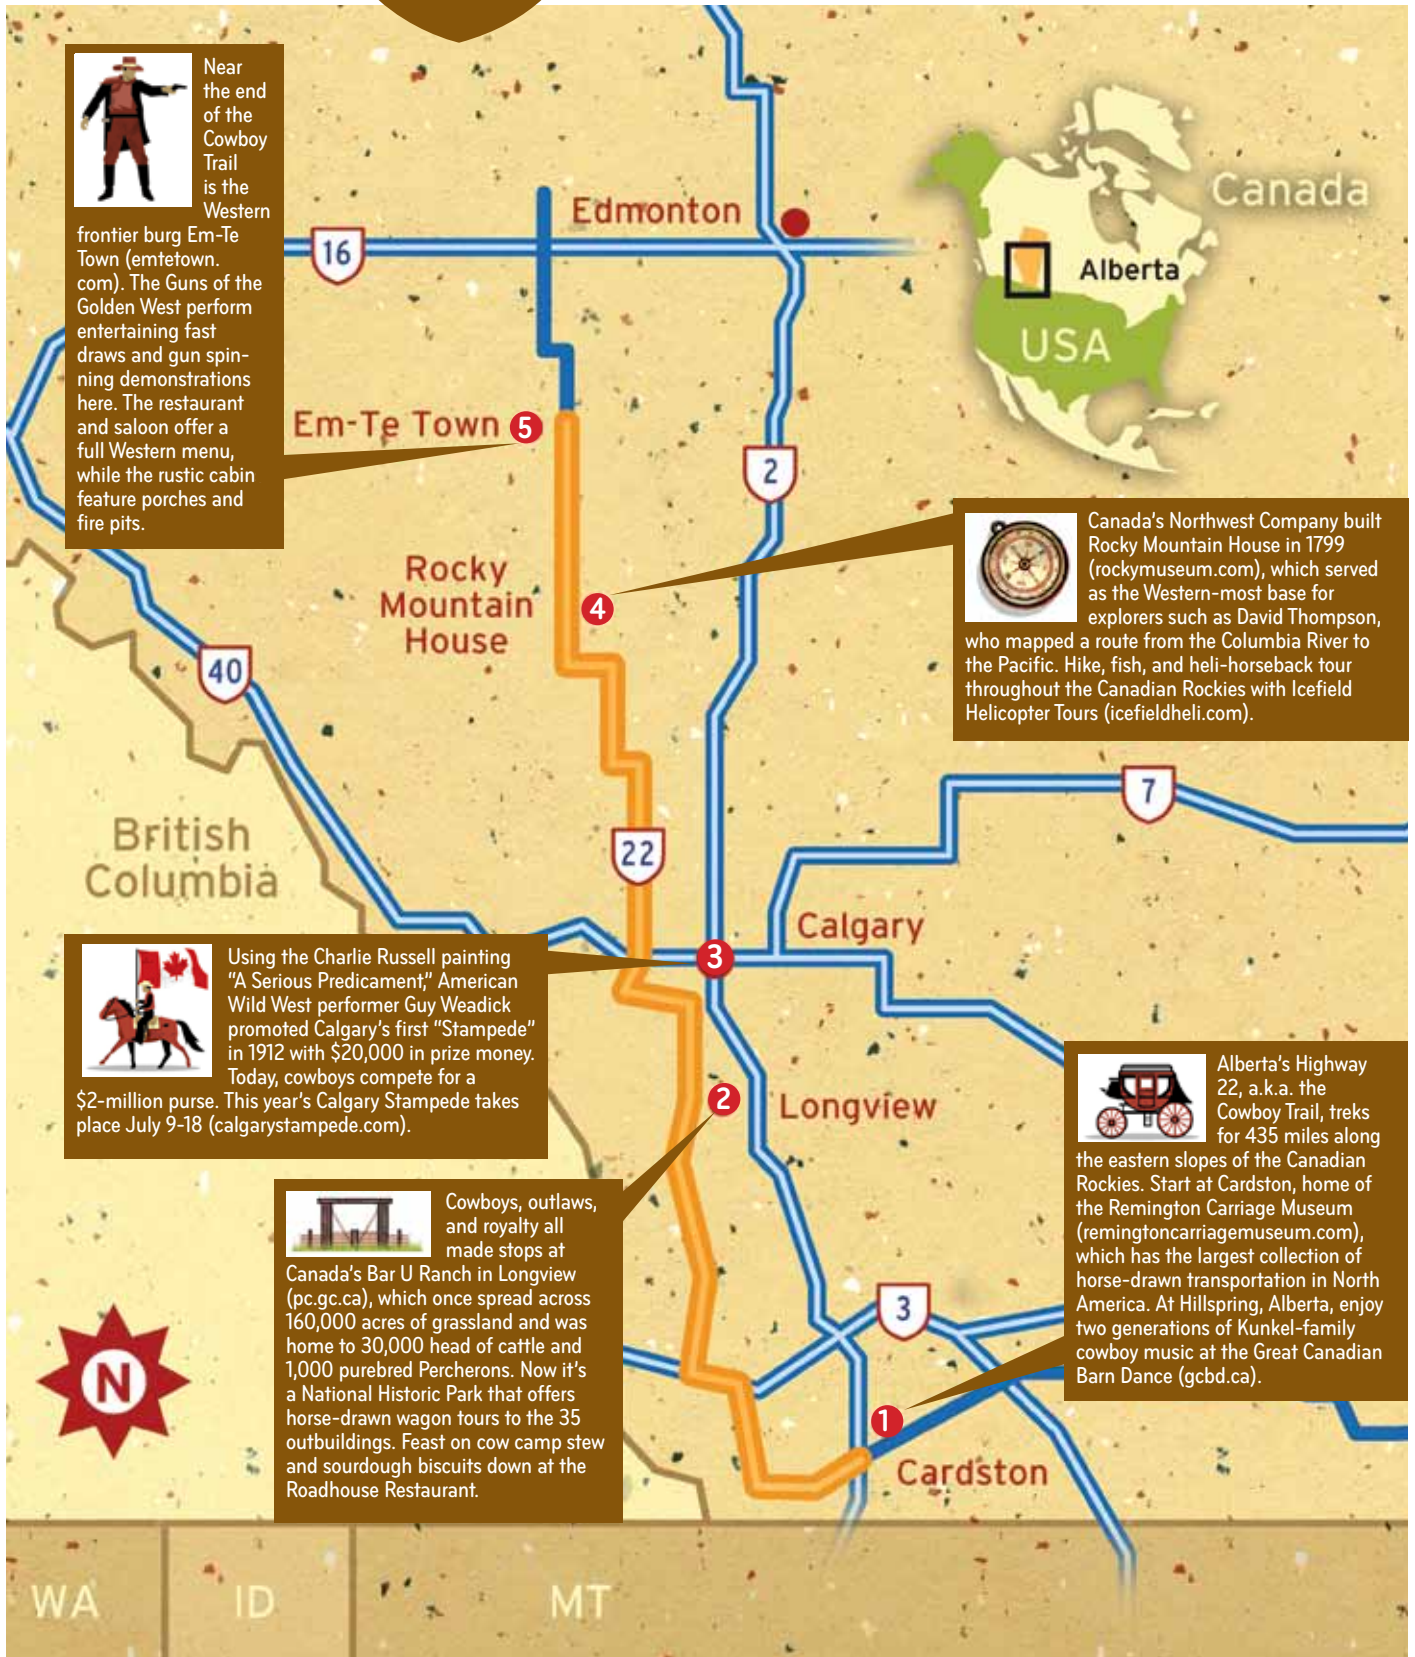 Near
the end
of the
Cowboy
Trail
is the
Western
frontier burg Em-Te
Town (emtetown.
com). The Guns of the
Golden West perform
entertaining fast
draws and gun spin-
ning demonstrations
here. The restaurant
and saloon offer a
full Western menu,
while the rustic cabin
feature porches and
fire pits.
Edmonton
16
Canada
Alberta
USA
Em-Te Town 5
2
Rocky
Mountain
House
4
Canada's Northwest Company built
Rocky Mountain House in 1799
(rockymuseum.com), which served
as the Western-most base for
explorers such as David Thompson,
who mapped a route from the Columbia River to
the Pacific. Hike, fish, and heli-horseback tour
throughout the Canadian Rockies with Icefield
Helicopter Tours (icefieldheli.com).
40
7
British
Columbia
22
Calgary
3
Using the Charlie Russell painting
"A Serious Predicament," American
Wild West performer Guy Weadick
promoted Calgary's first "Stampede"
in 1912 with $20,000 in prize money.
Today, cowboys compete for a
$2-million purse. This year's Calgary Stampede takes
place July 9-18 (calgarystampede.com).
2
Longview
Alberta's Highway
22, a.k.a. the
Cowboy Trail, treks
for 435 miles along
the eastern slopes of the Canadian
Rockies. Start at Cardston, home of
the Remington Carriage Museum
(remingtoncarriagemuseum.com),
which has the largest collection of
horse-drawn transportation in North
America. At Hillspring, Alberta, enjoy
two generations of Kunkel-family
cowboy music at the Great Canadian
Barn Dance (gcbd.ca).
Cowboys, outlaws,
and royalty all
made stops at
Canada's Bar U Ranch in Longview
(pc.gc.ca), which once spread across
160,000 acres of grassland and was
home to 30,000 head of cattle and
1,000 purebred Percherons. Now it's
a National Historic Park that offers
horse-drawn wagon tours to the 35
outbuildings. Feast on cow camp stew
and sourdough biscuits down at the
Roadhouse Restaurant.
3
N
1
Cardston
WA
ID
MT